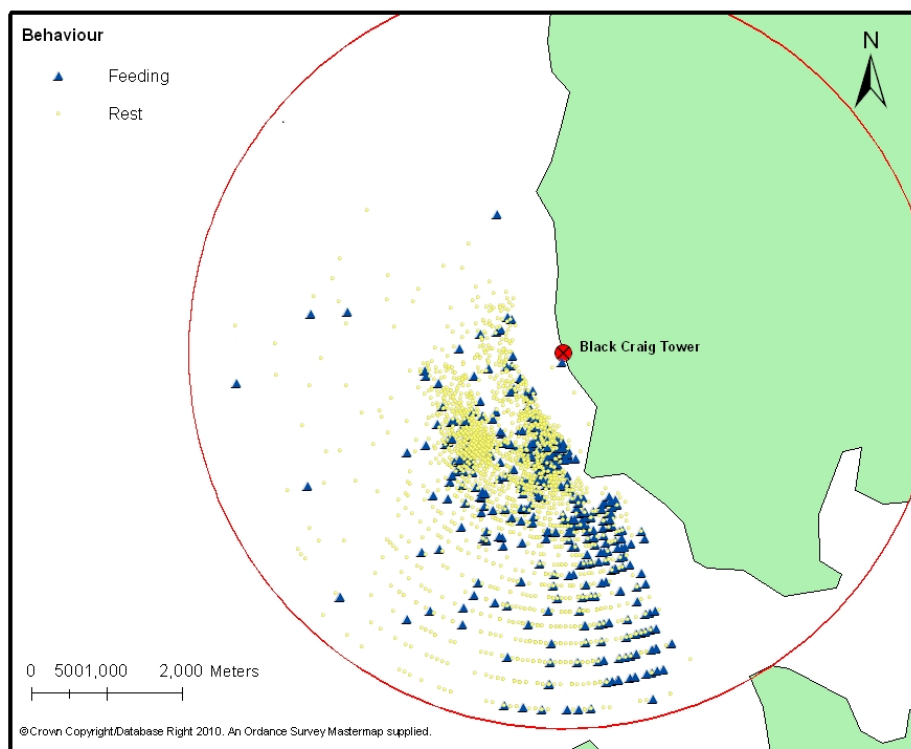 Behaviour
Feeding
Rest
N
Black Craig Tower
0 5001,000 2,000 Meters
©Crown Copyright/Database Right 2010. An Ordance Survey Mastermap supplied.